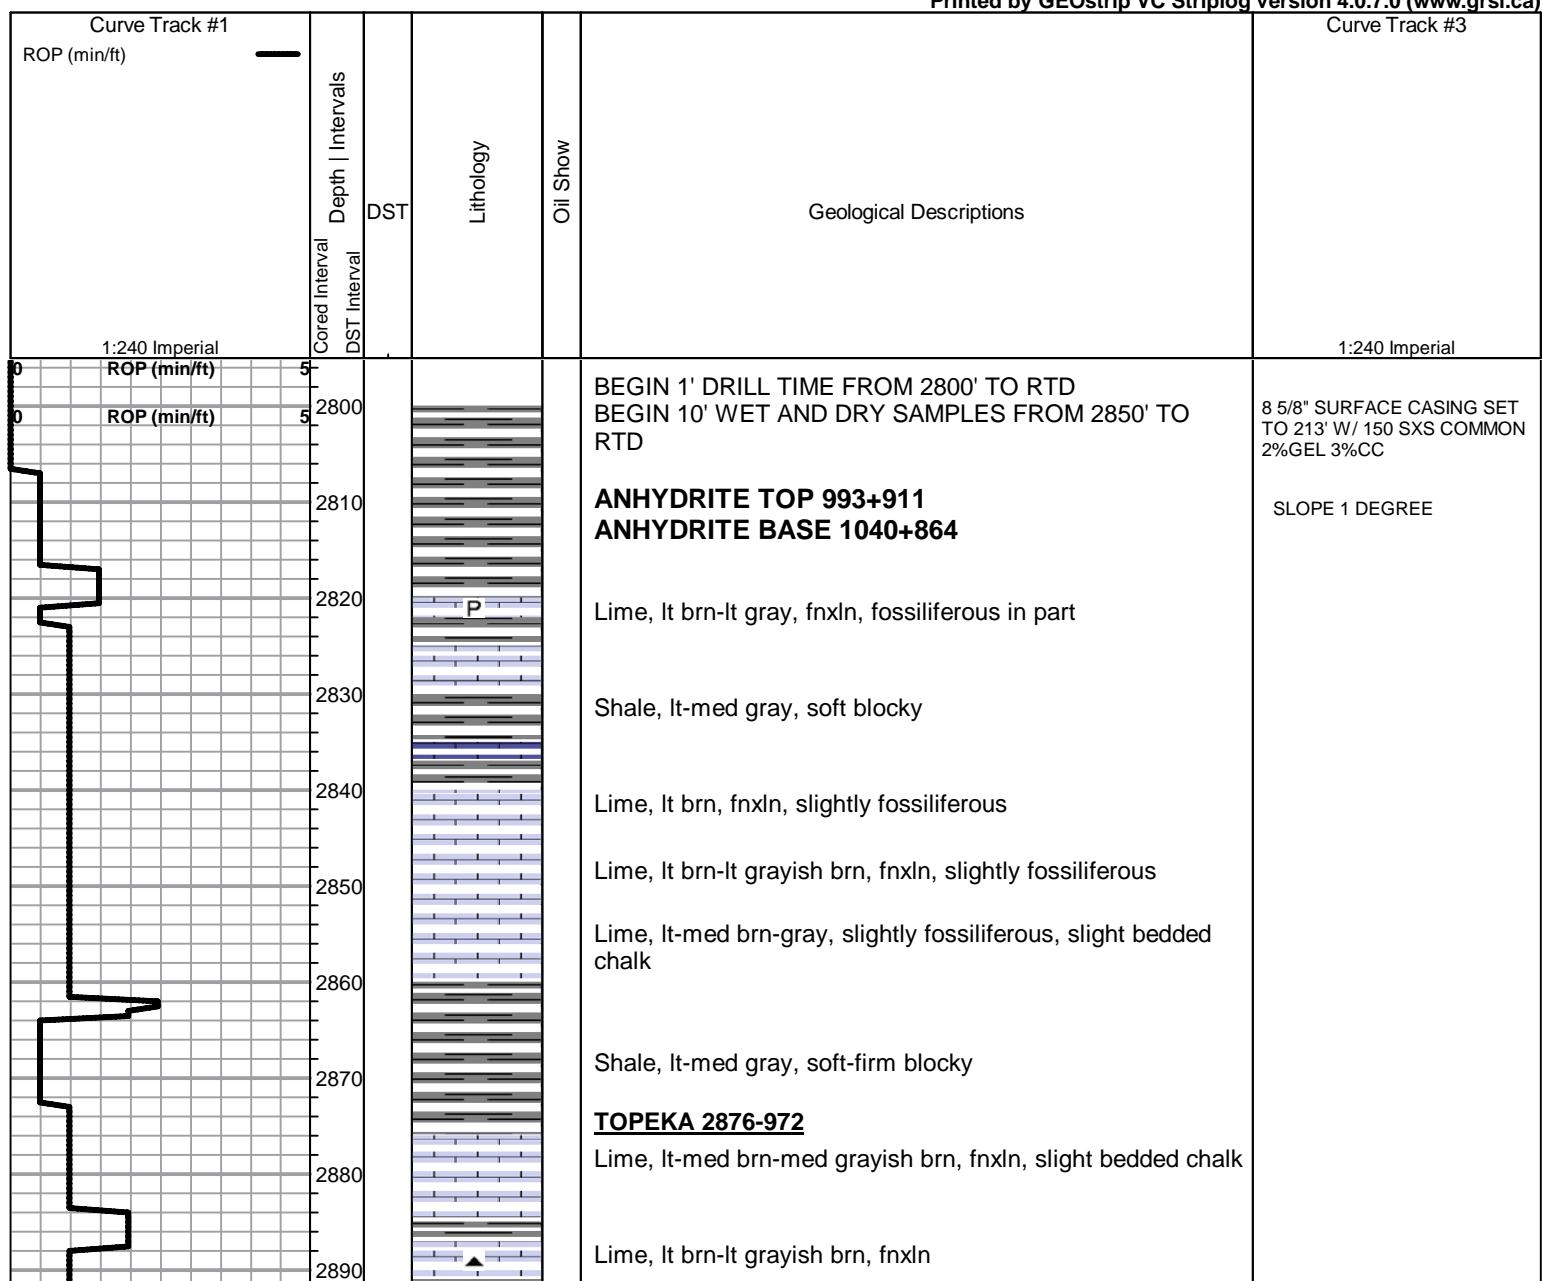 Printed by GEOstrip VC Striplog version 4.0.7.0 (www.grsi.ca)
Curve Track #1
ROP (min/ft)
1:240 Imperial
Depth | Intervals
Cored Interval
DST Interval
DST
Lithology
Oil Show
Geological Descriptions
Curve Track #3
1:240 Imperial
0 ROP (min/ft) 5
0 ROP (min/ft) 5
2800
2810
2820
2830
2840
2850
2860
2870
2880
2890
P
BEGIN 1' DRILL TIME FROM 2800' TO RTD
BEGIN 10' WET AND DRY SAMPLES FROM 2850' TO
RTD
ANHYDRITE TOP 993+911
ANHYDRITE BASE 1040+864
Lime, lt brn-lt gray, fnxln, fossiliferous in part
Shale, lt-med gray, soft blocky
Lime, lt brn, fnxln, slightly fossiliferous
Lime, lt brn-lt grayish brn, fnxln, slightly fossiliferous
Lime, lt-med brn-gray, slightly fossiliferous, slight bedded
chalk
Shale, lt-med gray, soft-firm blocky
TOPEKA 2876-972
Lime, lt-med brn-med grayish brn, fnxln, slight bedded chalk
Lime, lt brn-lt grayish brn, fnxln
8 5/8" SURFACE CASING SET
TO 213' W/ 150 SXS COMMON
2%GEL 3%CC
SLOPE 1 DEGREE